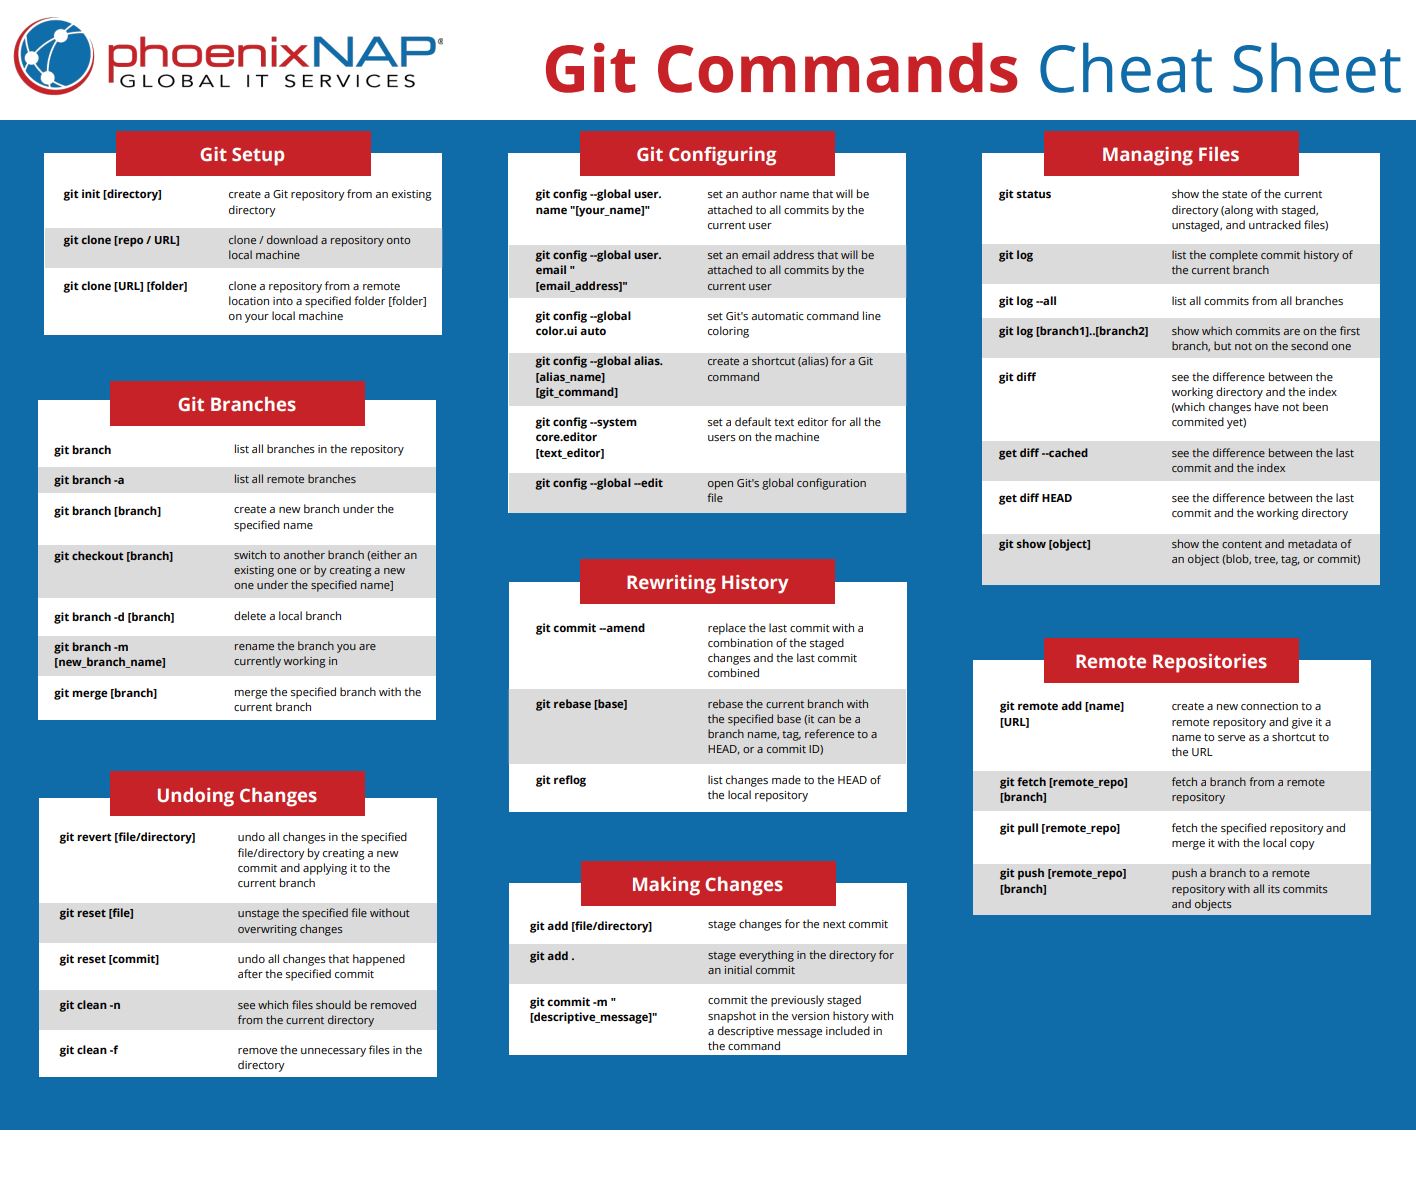 phoenixNAP®
GLOBAL IT SERVICES
Git Commands Cheat Sheet
Git Setup
git init [directory] create a Git repository from an existing
directory
git clone [repo / URL] clone / download a repository onto
local machine
git clone [URL] [folder] clone a repository from a remote
location into a specified folder [folder]
on your local machine
Git Branches
git branch list all branches in the repository
git branch -a list all remote branches
git branch [branch] create a new branch under the
specified name
git checkout [branch] switch to another branch (either an
existing one or by creating a new
one under the specified name]
git branch -d [branch] delete a local branch
git branch -m rename the branch you are
[new_branch_name] currently working in
git merge [branch] merge the specified branch with the
current branch
Undoing Changes
git revert [file/directory] undo all changes in the specified
file/directory by creating a new
commit and applying it to the
current branch
git reset [file] unstage the specified file without
overwriting changes
git reset [commit] undo all changes that happened
after the specified commit
git clean -n see which files should be removed
from the current directory
git clean -f remove the unnecessary files in the
directory
Git Configuring
git config --global user. set an author name that will be
name "[your_name]" attached to all commits by the
current user
git config --global user. set an email address that will be
email " attached to all commits by the
[email_address]" current user
git config --global set Git's automatic command line
color.ui auto coloring
git config --global alias. create a shortcut (alias) for a Git
[alias_name] command
[git_command]
git config --system set a default text editor for all the
core.editor users on the machine
[text_editor]
git config --global --edit open Git's global configuration
file
Rewriting History
git commit --amend replace the last commit with a
combination of the staged
changes and the last commit
combined
git rebase [base] rebase the current branch with
the specified base (it can be a
branch name, tag, reference to a
HEAD, or a commit ID)
git reflog list changes made to the HEAD of
the local repository
Making Changes
git add [file/directory] stage changes for the next commit
git add . stage everything in the directory for
an initial commit
git commit -m " commit the previously staged
[descriptive_message]" snapshot in the version history with
a descriptive message included in
the command
Managing Files
git status show the state of the current
directory (along with staged,
unstaged, and untracked files)
git log list the complete commit history of
the current branch
git log --all list all commits from all branches
git log [branch1]..[branch2] show which commits are on the first
branch, but not on the second one
git diff see the difference between the
working directory and the index
(which changes have not been
commited yet)
get diff --cached see the difference between the last
commit and the index
get diff HEAD see the difference between the last
commit and the working directory
git show [object] show the content and metadata of
an object (blob, tree, tag, or commit)
Remote Repositories
git remote add [name] create a new connection to a
[URL] remote repository and give it a
name to serve as a shortcut to
the URL
git fetch [remote_repo] fetch a branch from a remote
[branch] repository
git pull [remote_repo] fetch the specified repository and
merge it with the local copy
git push [remote_repo] push a branch to a remote
[branch] repository with all its commits
and objects